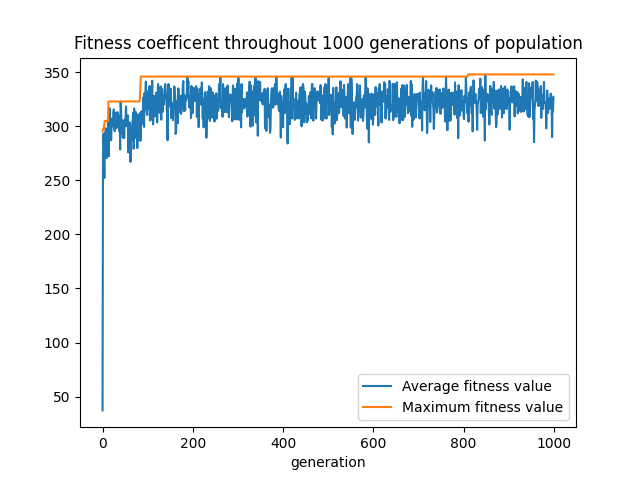 Fitness coefficent throughout 1000 generations of population
350
300
250
200
150
100
50
Average fitness value
Maximum fitness value
0 200 400 600 800 1000
generation